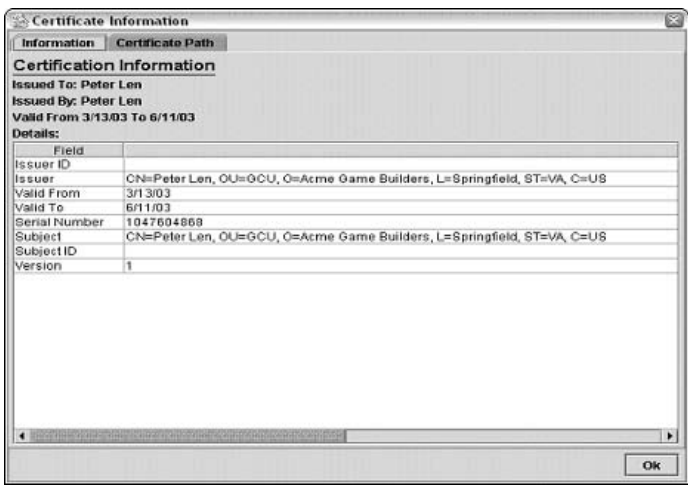 Certificate Information
Information Certificate Path
Certification Information
Issued To: Peter Len
Issued By: Peter Len
Valid From 3/13/03 To 6/11/03
Details:
Field
Issuer ID
Issuer CN=Peter Len, OU=GCU, O=Acme Game Builders, L=Springfield, ST=VA, C=US
Valid From 3/13/03
Valid To 6/11/03
Serial Number 1047604868
Subject CN=Peter Len, OU=GCU, O=Acme Game Builders, L=Springfield, ST=VA, C=US
Subject ID
Version 1
Ok